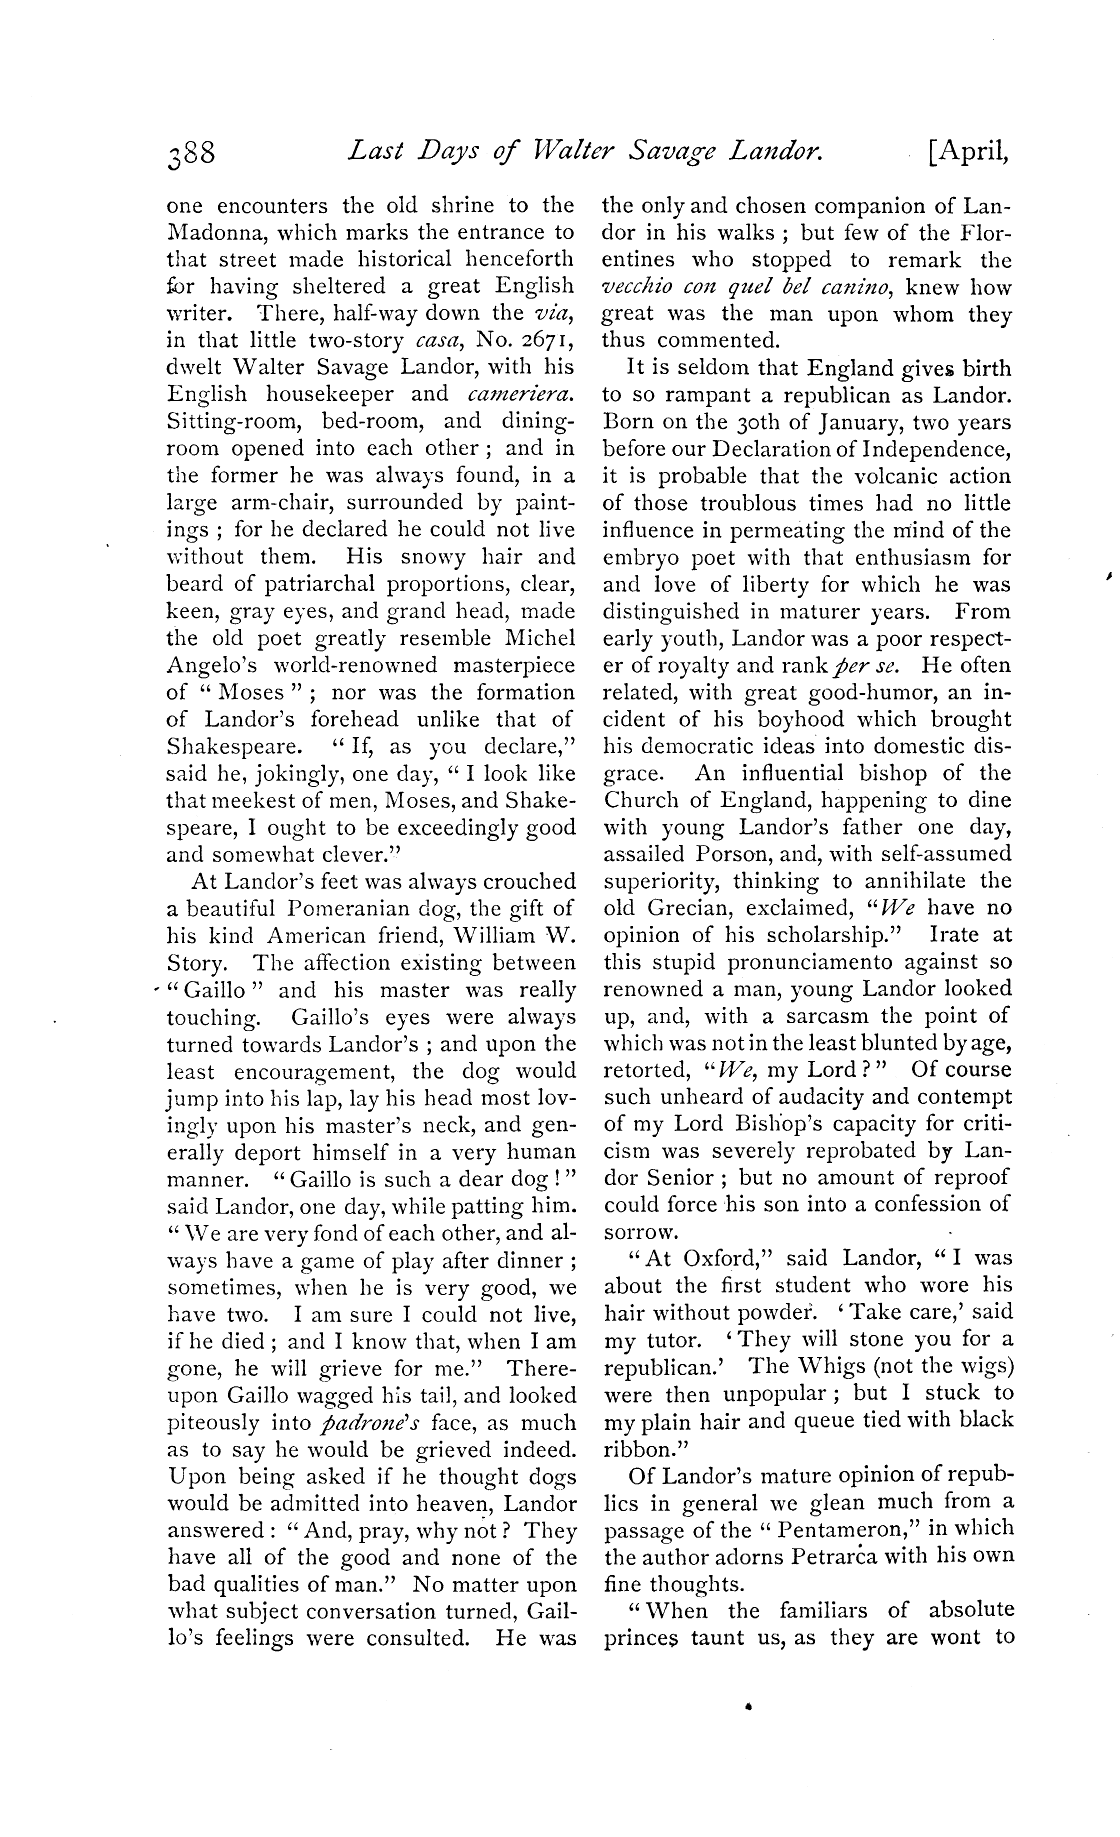 388 Last Days of Walter Savage Landor. [April,
one encounters the old shrine to the
Madonna, which marks the entrance to
that street made historical henceforth
for having sheltered a great English
writer. There, half-way down the via,
in that little two-story casa, No. 2671,
dwelt Walter Savage Landor, with his
English housekeeper and cameriera.
Sitting-room, bed-room, and dining-
room opened into each other ; and in
the former he was always found, in a
large arm-chair, surrounded by paint-
ings ; for he declared he could not live
without them. His snowy hair and
beard of patriarchal proportions, clear,
keen, gray eyes, and grand head, made
the old poet greatly resemble Michel
Angelo's world-renowned masterpiece
of " Moses " ; nor was the formation
of Landor's forehead unlike that of
Shakespeare. " If, as you declare,"
said he, jokingly, one day, " I look like
that meekest of men, Moses, and Shake-
speare, I ought to be exceedingly good
and somewhat clever."
At Landor's feet was always crouched
a beautiful Pomeranian dog, the gift of
his kind American friend, William W.
Story. The affection existing between
" Gaillo " and his master was really
touching. Gaillo's eyes were always
turned towards Landor's ; and upon the
least encouragement, the dog would
jump into his lap, lay his head most lov-
ingly upon his master's neck, and gen-
erally deport himself in a very human
manner. " Gaillo is such a dear dog ! "
said Landor, one day, while patting him.
" We are very fond of each other, and al-
ways have a game of play after dinner ;
sometimes, when he is very good, we
have two. I am sure I could not live,
if he died ; and I know that, when I am
gone, he will grieve for me." There-
upon Gaillo wagged his tail, and looked
piteously into padrone's face, as much
as to say he would be grieved indeed.
Upon being asked if he thought dogs
would be admitted into heaven, Landor
answered : " And, pray, why not ? They
have all of the good and none of the
bad qualities of man." No matter upon
what subject conversation turned, Gail-
lo's feelings were consulted. He was
the only and chosen companion of Lan-
dor in his walks ; but few of the Flor-
entines who stopped to remark the
vecchio con quel bel canino, knew how
great was the man upon whom they
thus commented.
It is seldom that England gives birth
to so rampant a republican as Landor.
Born on the 30th of January, two years
before our Declaration of Independence,
it is probable that the volcanic action
of those troublous times had no little
influence in permeating the mind of the
embryo poet with that enthusiasm for
and love of liberty for which he was
distinguished in maturer years. From
early youth, Landor was a poor respect-
er of royalty and rank per se. He often
related, with great good-humor, an in-
cident of his boyhood which brought
his democratic ideas into domestic dis-
grace. An influential bishop of the
Church of England, happening to dine
with young Landor's father one day,
assailed Porson, and, with self-assumed
superiority, thinking to annihilate the
old Grecian, exclaimed, "We have no
opinion of his scholarship." Irate at
this stupid pronunciamento against so
renowned a man, young Landor looked
up, and, with a sarcasm the point of
which was not in the least blunted by age,
retorted, "We, my Lord ? " Of course
such unheard of audacity and contempt
of my Lord Bishop's capacity for criti-
cism was severely reprobated by Lan-
dor Senior ; but no amount of reproof
could force his son into a confession of
sorrow.
" At Oxford," said Landor, " I was
about the first student who wore his
hair without powder. ' Take care,' said
my tutor. ' They will stone you for a
republican.' The Whigs (not the wigs)
were then unpopular ; but I stuck to
my plain hair and queue tied with black
ribbon."
Of Landor's mature opinion of repub-
lics in general we glean much from a
passage of the " Pentameron," in which
the author adorns Petrarca with his own
fine thoughts.
" When the familiars of absolute
princes taunt us, as they are wont to